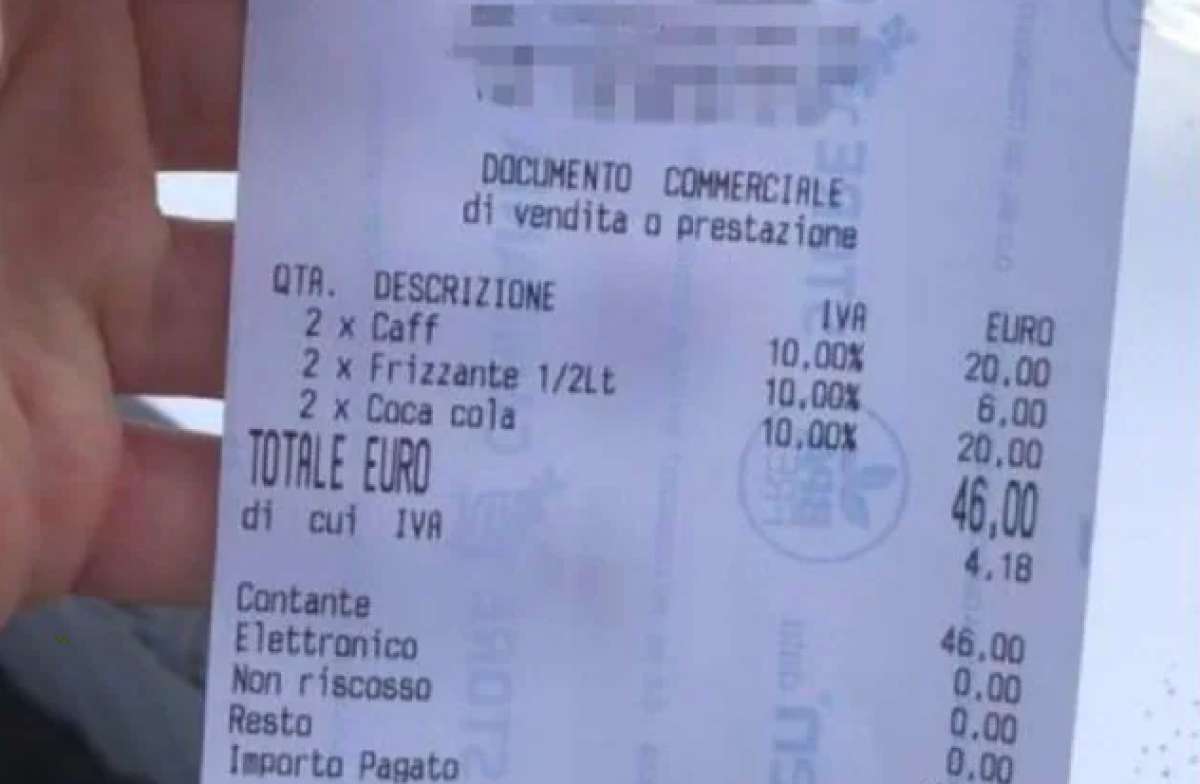 DOCUMENTO COMMERCIALE
di vendita o prestazione
QTA. DESCRIZIONE IVA EURO
2 x Caff 10.00% 20.00
2 x Frizzante 1/2Lt 10.00% 6.00
2 x Coca cola 10.00% 20.00
TOTALE EURO 46,00
di cui IVA 4.18
Contante 46.00
Elettronico 0.00
Non riscosso 0.00
Resto 0.00
Importo Pagato